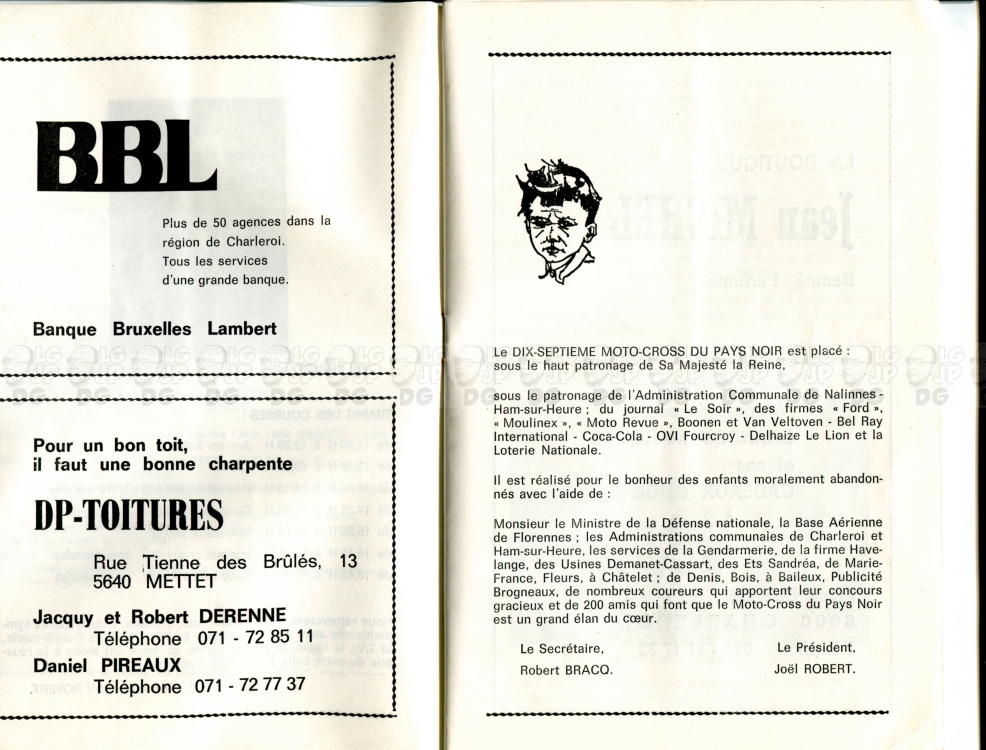 BBL
Plus de 50 agences dans la
région de Charleroi.
Tous les services
d'une grande banque.
Banque Bruxelles Lambert
Pour un bon toit,
il faut une bonne charpente
DP-TOITURES
Rue Tienne des Brûlés, 13
5640 METTET
Jacquy et Robert DERENNE
Téléphone 071 - 72 85 11
Daniel PIREAUX
Téléphone 071 - 72 77 37
Le DIX-SEPTIEME MOTO-CROSS DU PAYS NOIR est placé :
sous le haut patronage de Sa Majesté la Reine,
sous le patronage de l'Administration Communale de Nalinnes -
Ham-sur-Heure ; du journal « Le Soir », des firmes « Ford »,
« Moulinex », « Moto Revue », Boonen et Van Veltoven - Bel Ray
International - Coca-Cola - OVI Fourcroy - Delhaize Le Lion et la
Loterie Nationale.
Il est réalisé pour le bonheur des enfants moralement abandon-
nés avec l'aide de :
Monsieur le Ministre de la Défense nationale, la Base Aérienne
de Florennes ; les Administrations communales de Charleroi et
Ham-sur-Heure, les services de la Gendarmerie, de la firme Have-
lange, des Usines Demanet-Cassart, des Ets Sandréa, de Marie-
France, Fleurs, à Châtelet ; de Denis, Bois, à Baileux, Publicité
Brogneaux, de nombreux coureurs qui apportent leur concours
gracieux et de 200 amis qui font que le Moto-Cross du Pays Noir
est un grand élan du cœur.
Le Secrétaire, Le Président,
Robert BRACO. Joël ROBERT.